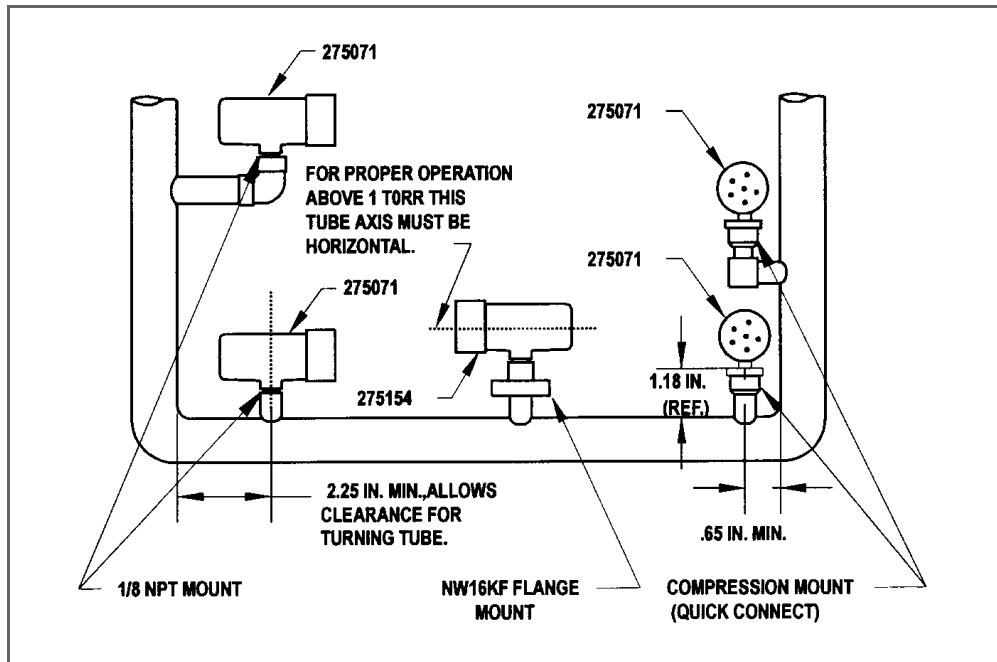 275071
275071
FOR PROPER OPERATION
ABOVE 1 T0RR THIS
TUBE AXIS MUST BE
HORIZONTAL.
275071
275071
275154
1.18 IN.
(REF.)
2.25 IN. MIN.,ALLOWS
CLEARANCE FOR
TURNING TUBE.
.65 IN. MIN.
1/8 NPT MOUNT
NW16KF FLANGE
MOUNT
COMPRESSION MOUNT
(QUICK CONNECT)